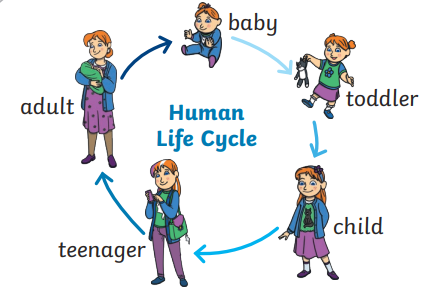 baby
toddler
Human
Life Cycle
adult
child
teenager